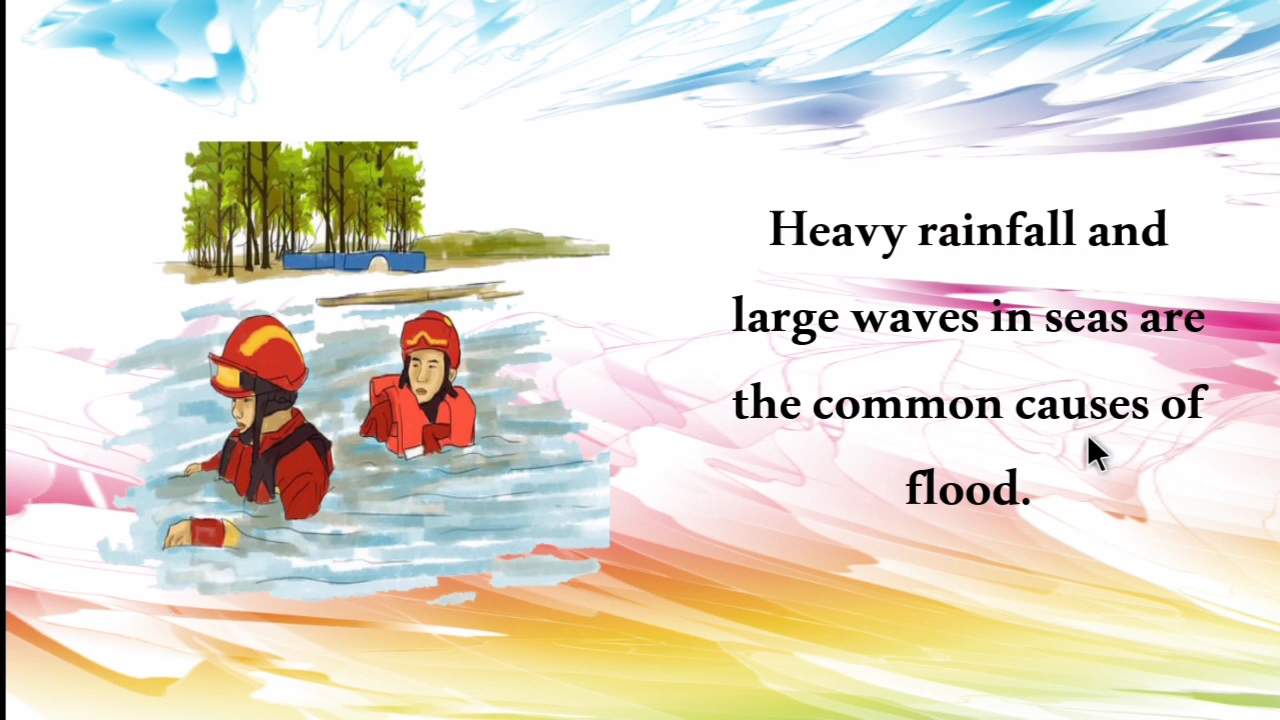 Heavy rainfall and
large waves in seas are
the common causes of
flood.